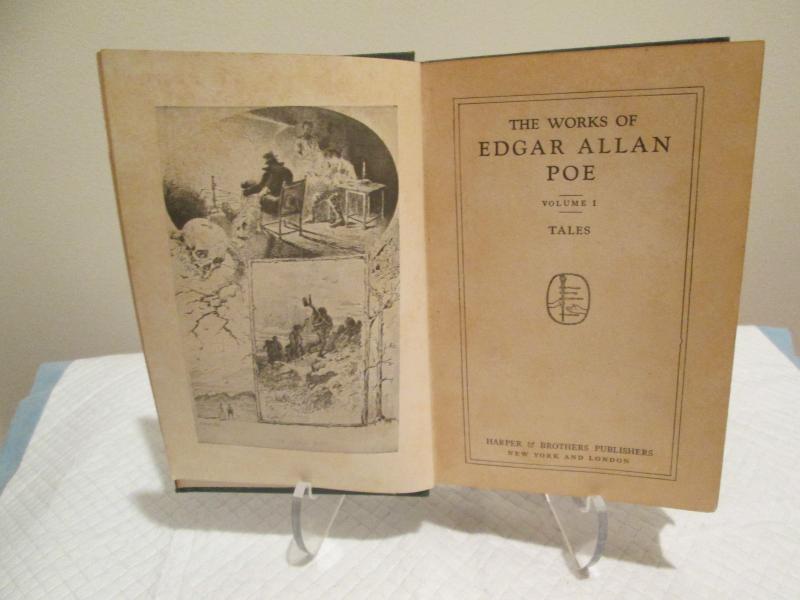 THE WORKS OF
EDGAR ALLAN
POE
VOLUME I
TALES
HARPER & BROTHERS PUBLISHERS
NEW YORK AND LONDON